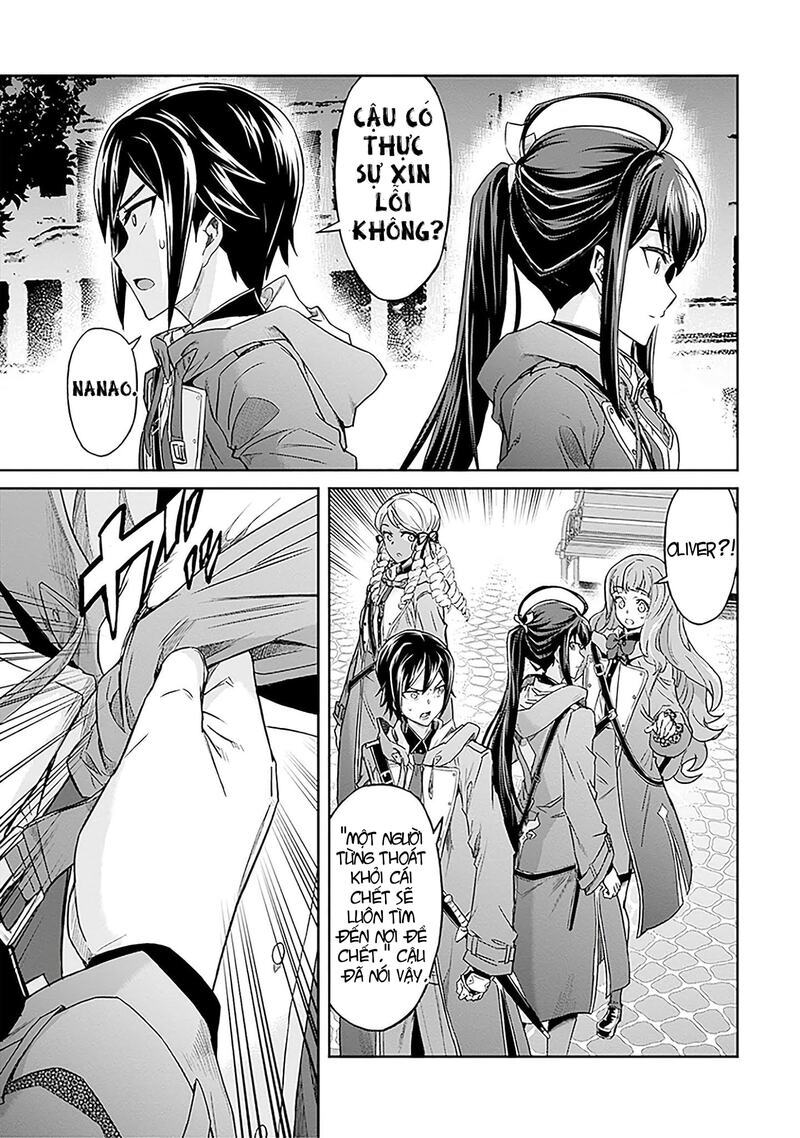 CẬU CÓ
THỰC
SỰ XIN
LỖI
KHÔNG?
NANAO.
OLIVER?!
"MỘT NGƯỜI
TỪNG THOÁT
KHỎI CÁI
CHẾT SẼ
LUÔN TÌM
ĐẾN NƠI ĐỂ
CHẾT." CẬU
ĐÃ NÓI VẬY.